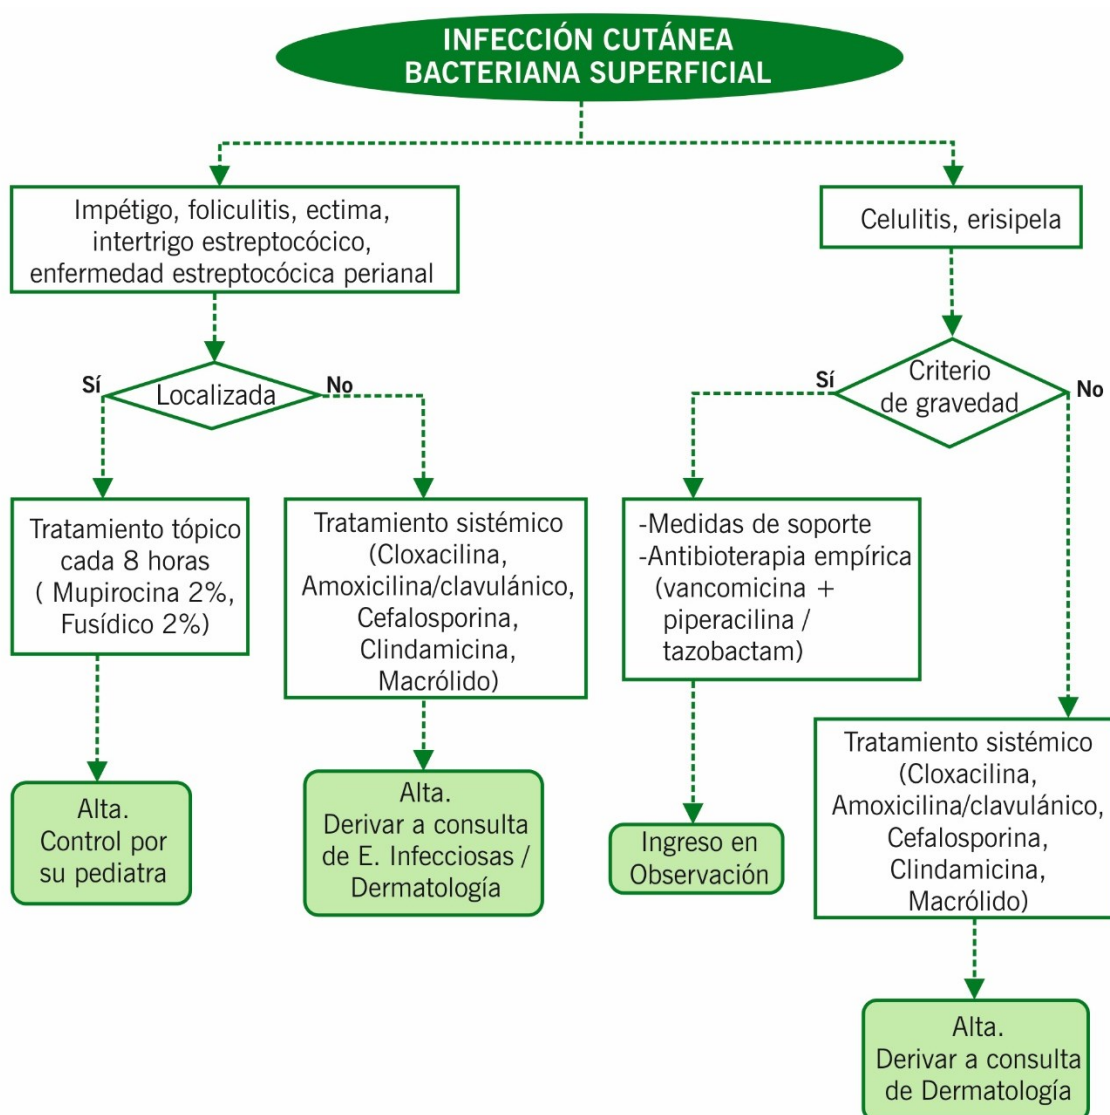 INFECCIÓN CUTÁNEA
BACTERIANA SUPERFICIAL
Impétigo, foliculitis, ectima,
intertrigo estreptocócico,
enfermedad estreptocócica perianal
Celulitis, erisipela
Sí
Localizada
No
Sí
Criterio
de gravedad
No
Tratamiento tópico
cada 8 horas
( Mupirocina 2%,
Fusídico 2%)
Tratamiento sistémico
(Cloxacilina,
Amoxicilina/clavulánico,
Cefalosporina,
Clindamicina,
Macrólido)
-Medidas de soporte
-Antibioterapia empírica
(vancomicina +
piperacilina /
tazobactam)
Tratamiento sistémico
(Cloxacilina,
Amoxicilina/clavulánico,
Cefalosporina,
Clindamicina,
Macrólido)
Alta.
Control por
su pediatra
Alta.
Derivar a consulta
de E. Infecciosas /
Dermatología
Ingreso en
Observación
Alta.
Derivar a consulta
de Dermatología